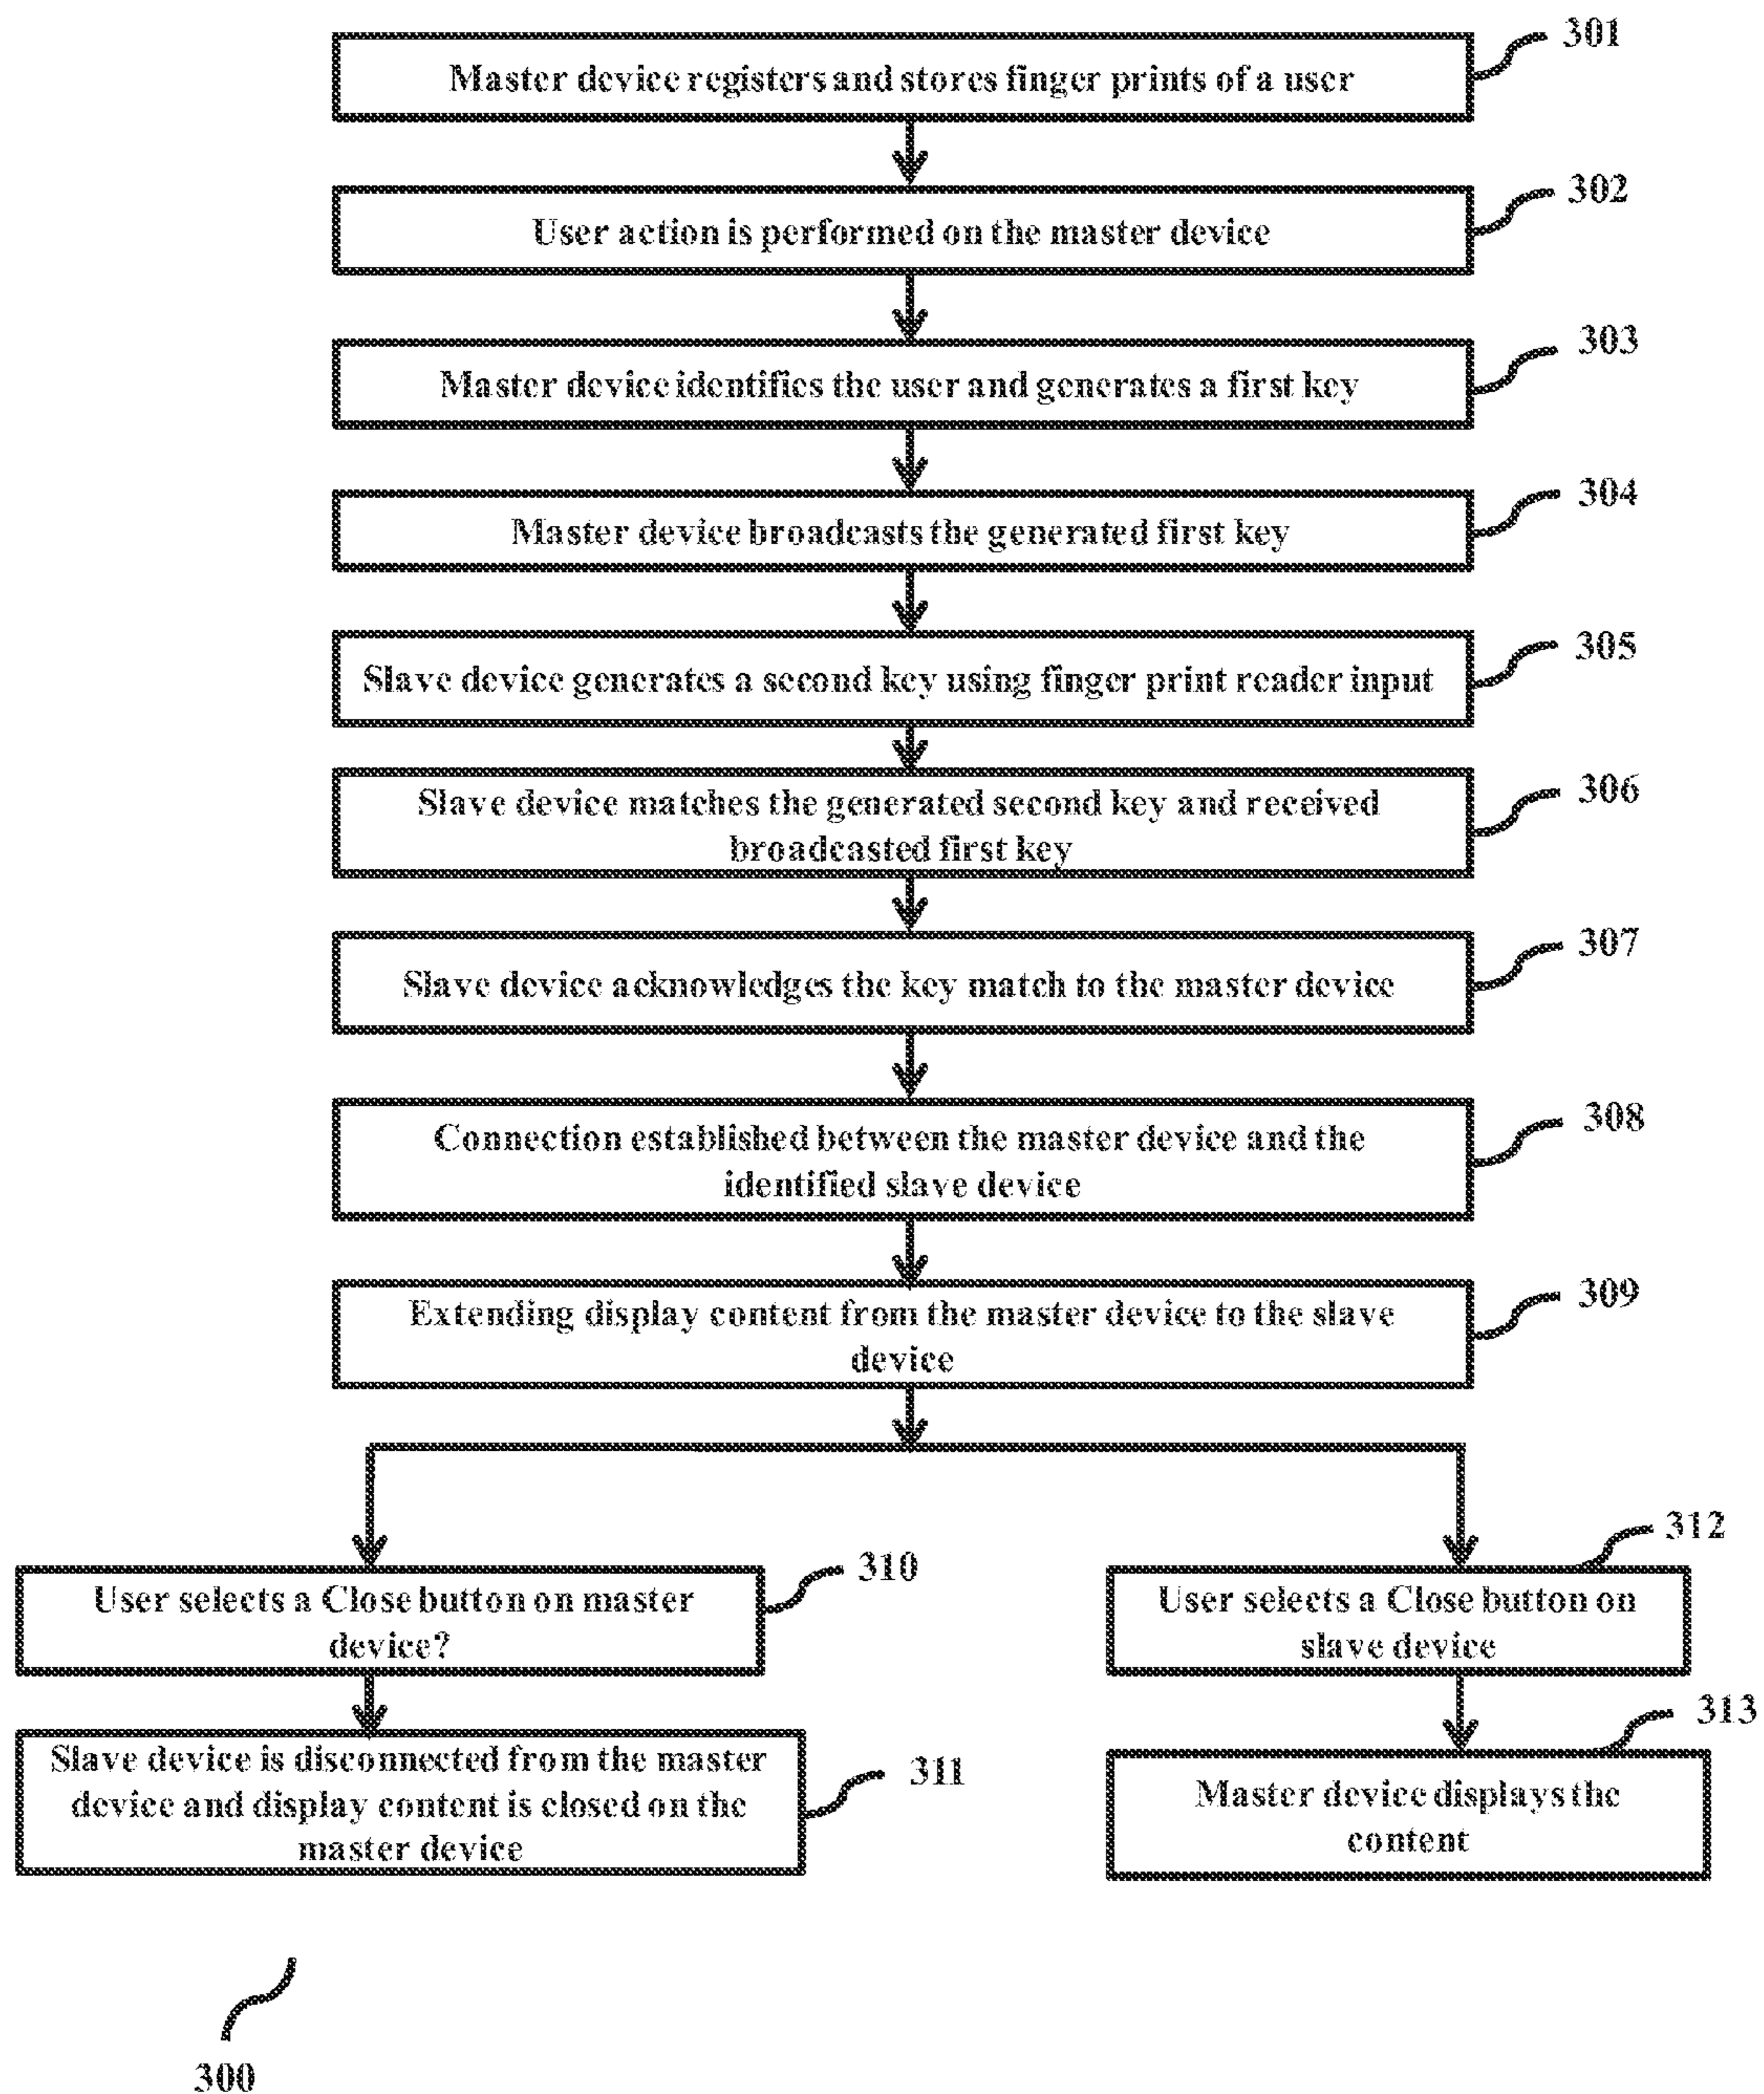 301
Master device registers and stores finger prints of a user
302
User action is performed on the master device
303
Master device identifies the user and generates a first key
304
Master device broadcasts the generated first key
305
Slave device generates a second key using finger print reader input
306
Slave device matches the generated second key and received
broadcasted first key
307
Slave device acknowledges the key match to the master device
308
Connection established between the master device and the
identified slave device
309
Extending display content from the master device to the slave
device
310
User selects a Close button on master
device?
311
Slave device is disconnected from the master
device and display content is closed on the
master device
312
User selects a Close button on
slave device
313
Master device displays the
content
300